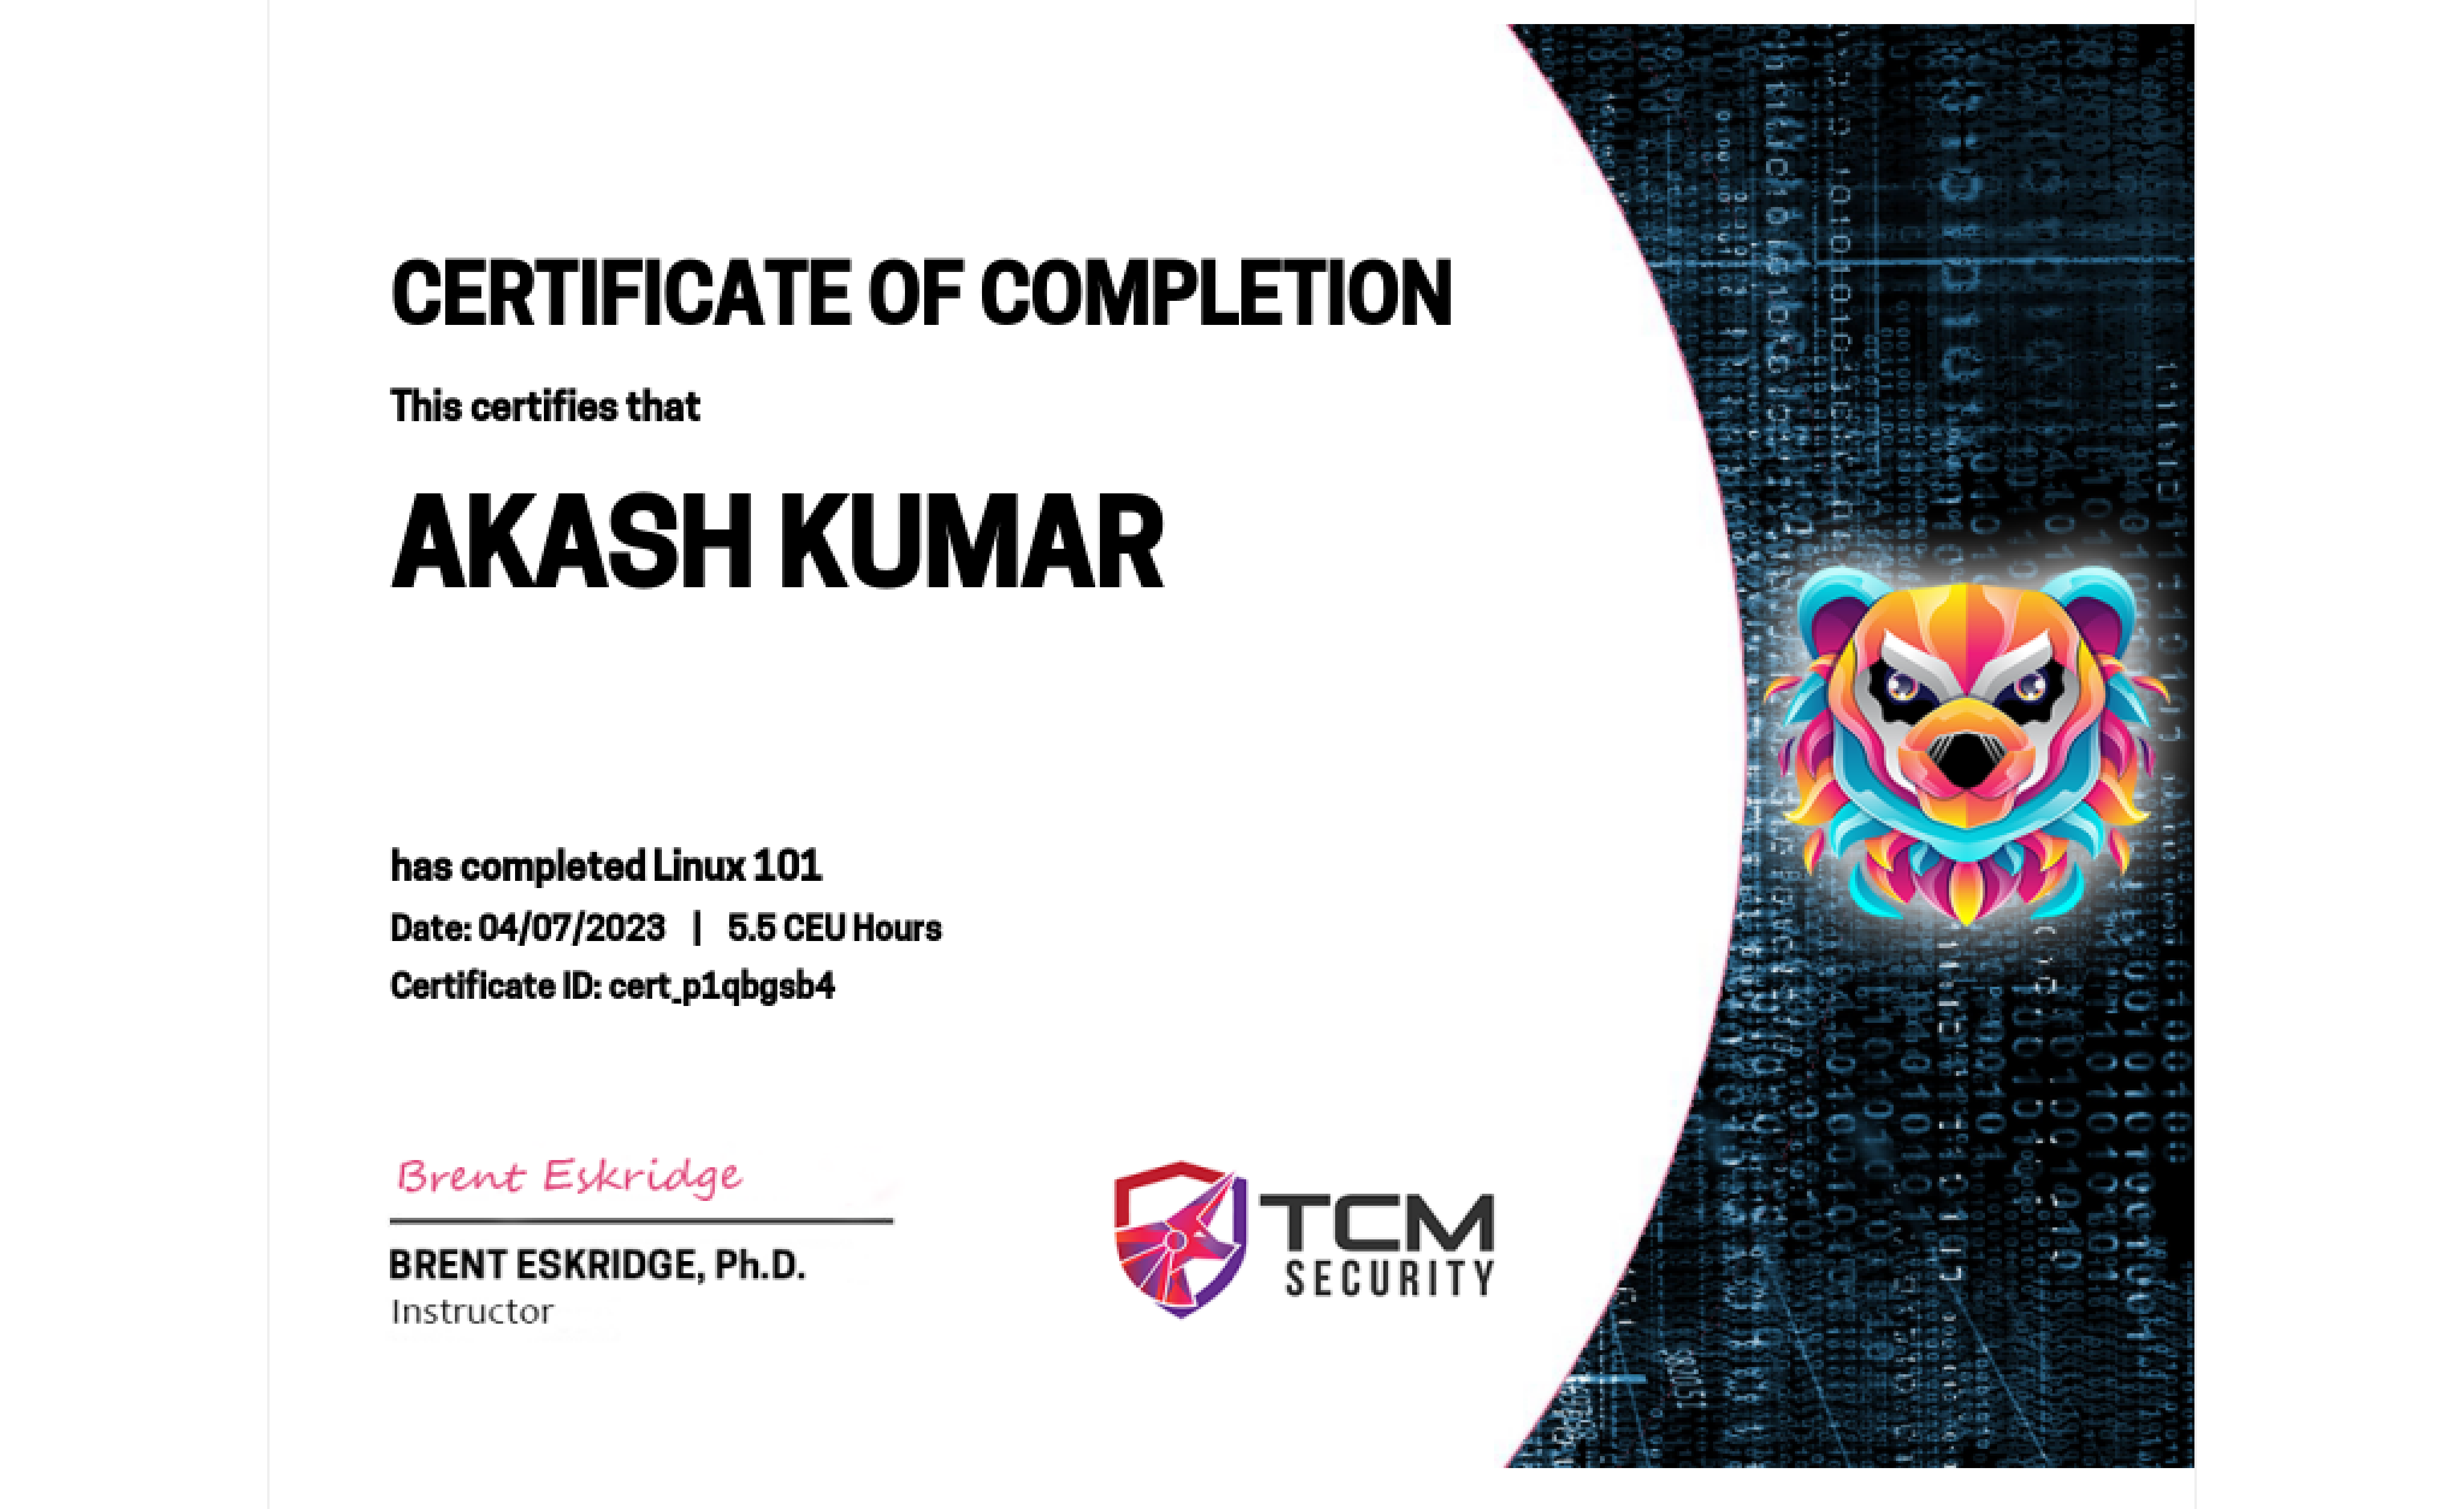 CERTIFICATE OF COMPLETION
This certifies that
AKASH KUMAR
has completed Linux 101
Date: 04/07/2023 | 5.5 CEU Hours
Certificate ID: cert_p1qbgsb4
Brent Eskridge
BRENT ESKRIDGE, Ph.D.
Instructor
TCM
SECURITY